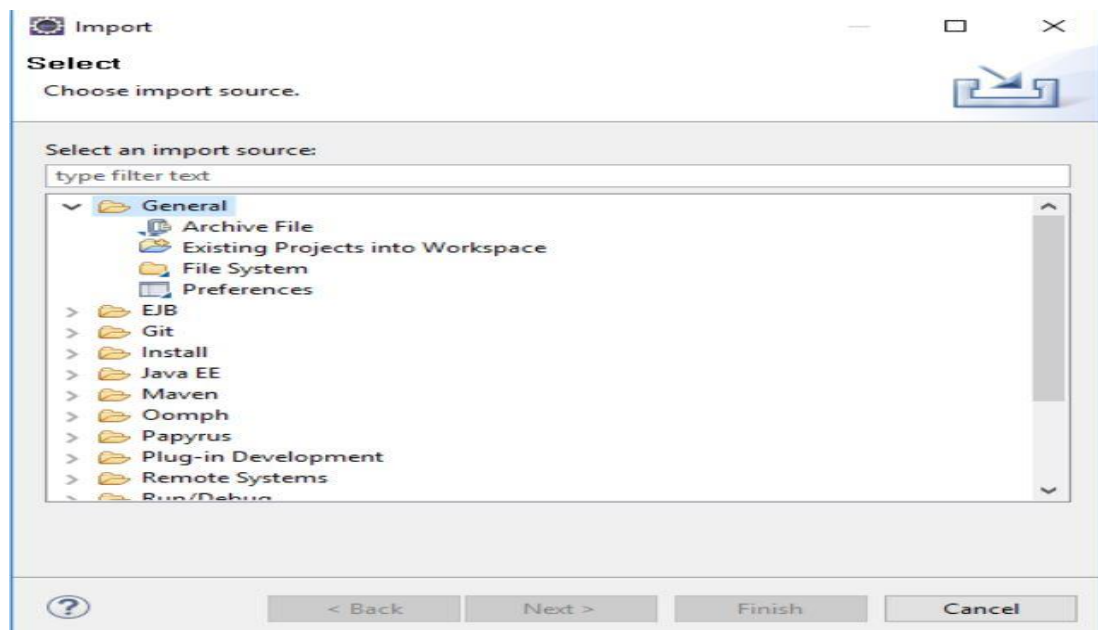 Import
Select
Choose import source.
Select an import source:
type filter text
General
Archive File
Existing Projects into Workspace
File System
Preferences
EJB
Git
Install
Java EE
Maven
Oomph
Papyrus
Plug-in Development
Remote Systems
Run/Debug
? < Back Next > Finish Cancel